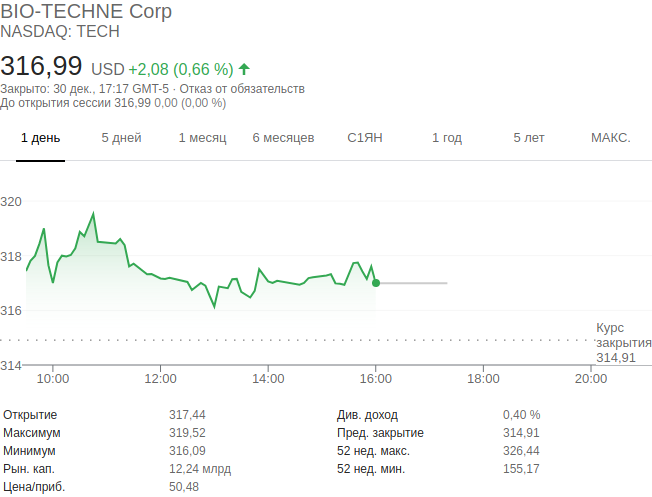 BIO-TECHNE Corp
NASDAQ: TECH
316,99 USD +2,08 (0,66 %)
Закрыто: 30 дек., 17:17 GMT-5 · Отказ от обязательств
До открытия сессии 316,99 0,00 (0,00 %)
1 день 5 дней 1 месяц 6 месяцев С1ЯН 1 год 5 лет МАКС.
320
318
316
Курс закрытия 314,91
314
10:00 12:00 14:00 16:00 18:00 20:00
Открытие 317,44 Див. доход 0,40 %
Максимум 319,52 Пред. закрытие 314,91
Минимум 316,09 52 нед. макс. 326,44
Рын. кап. 12,24 млрд 52 нед. мин. 155,17
Цена/приб. 50,48